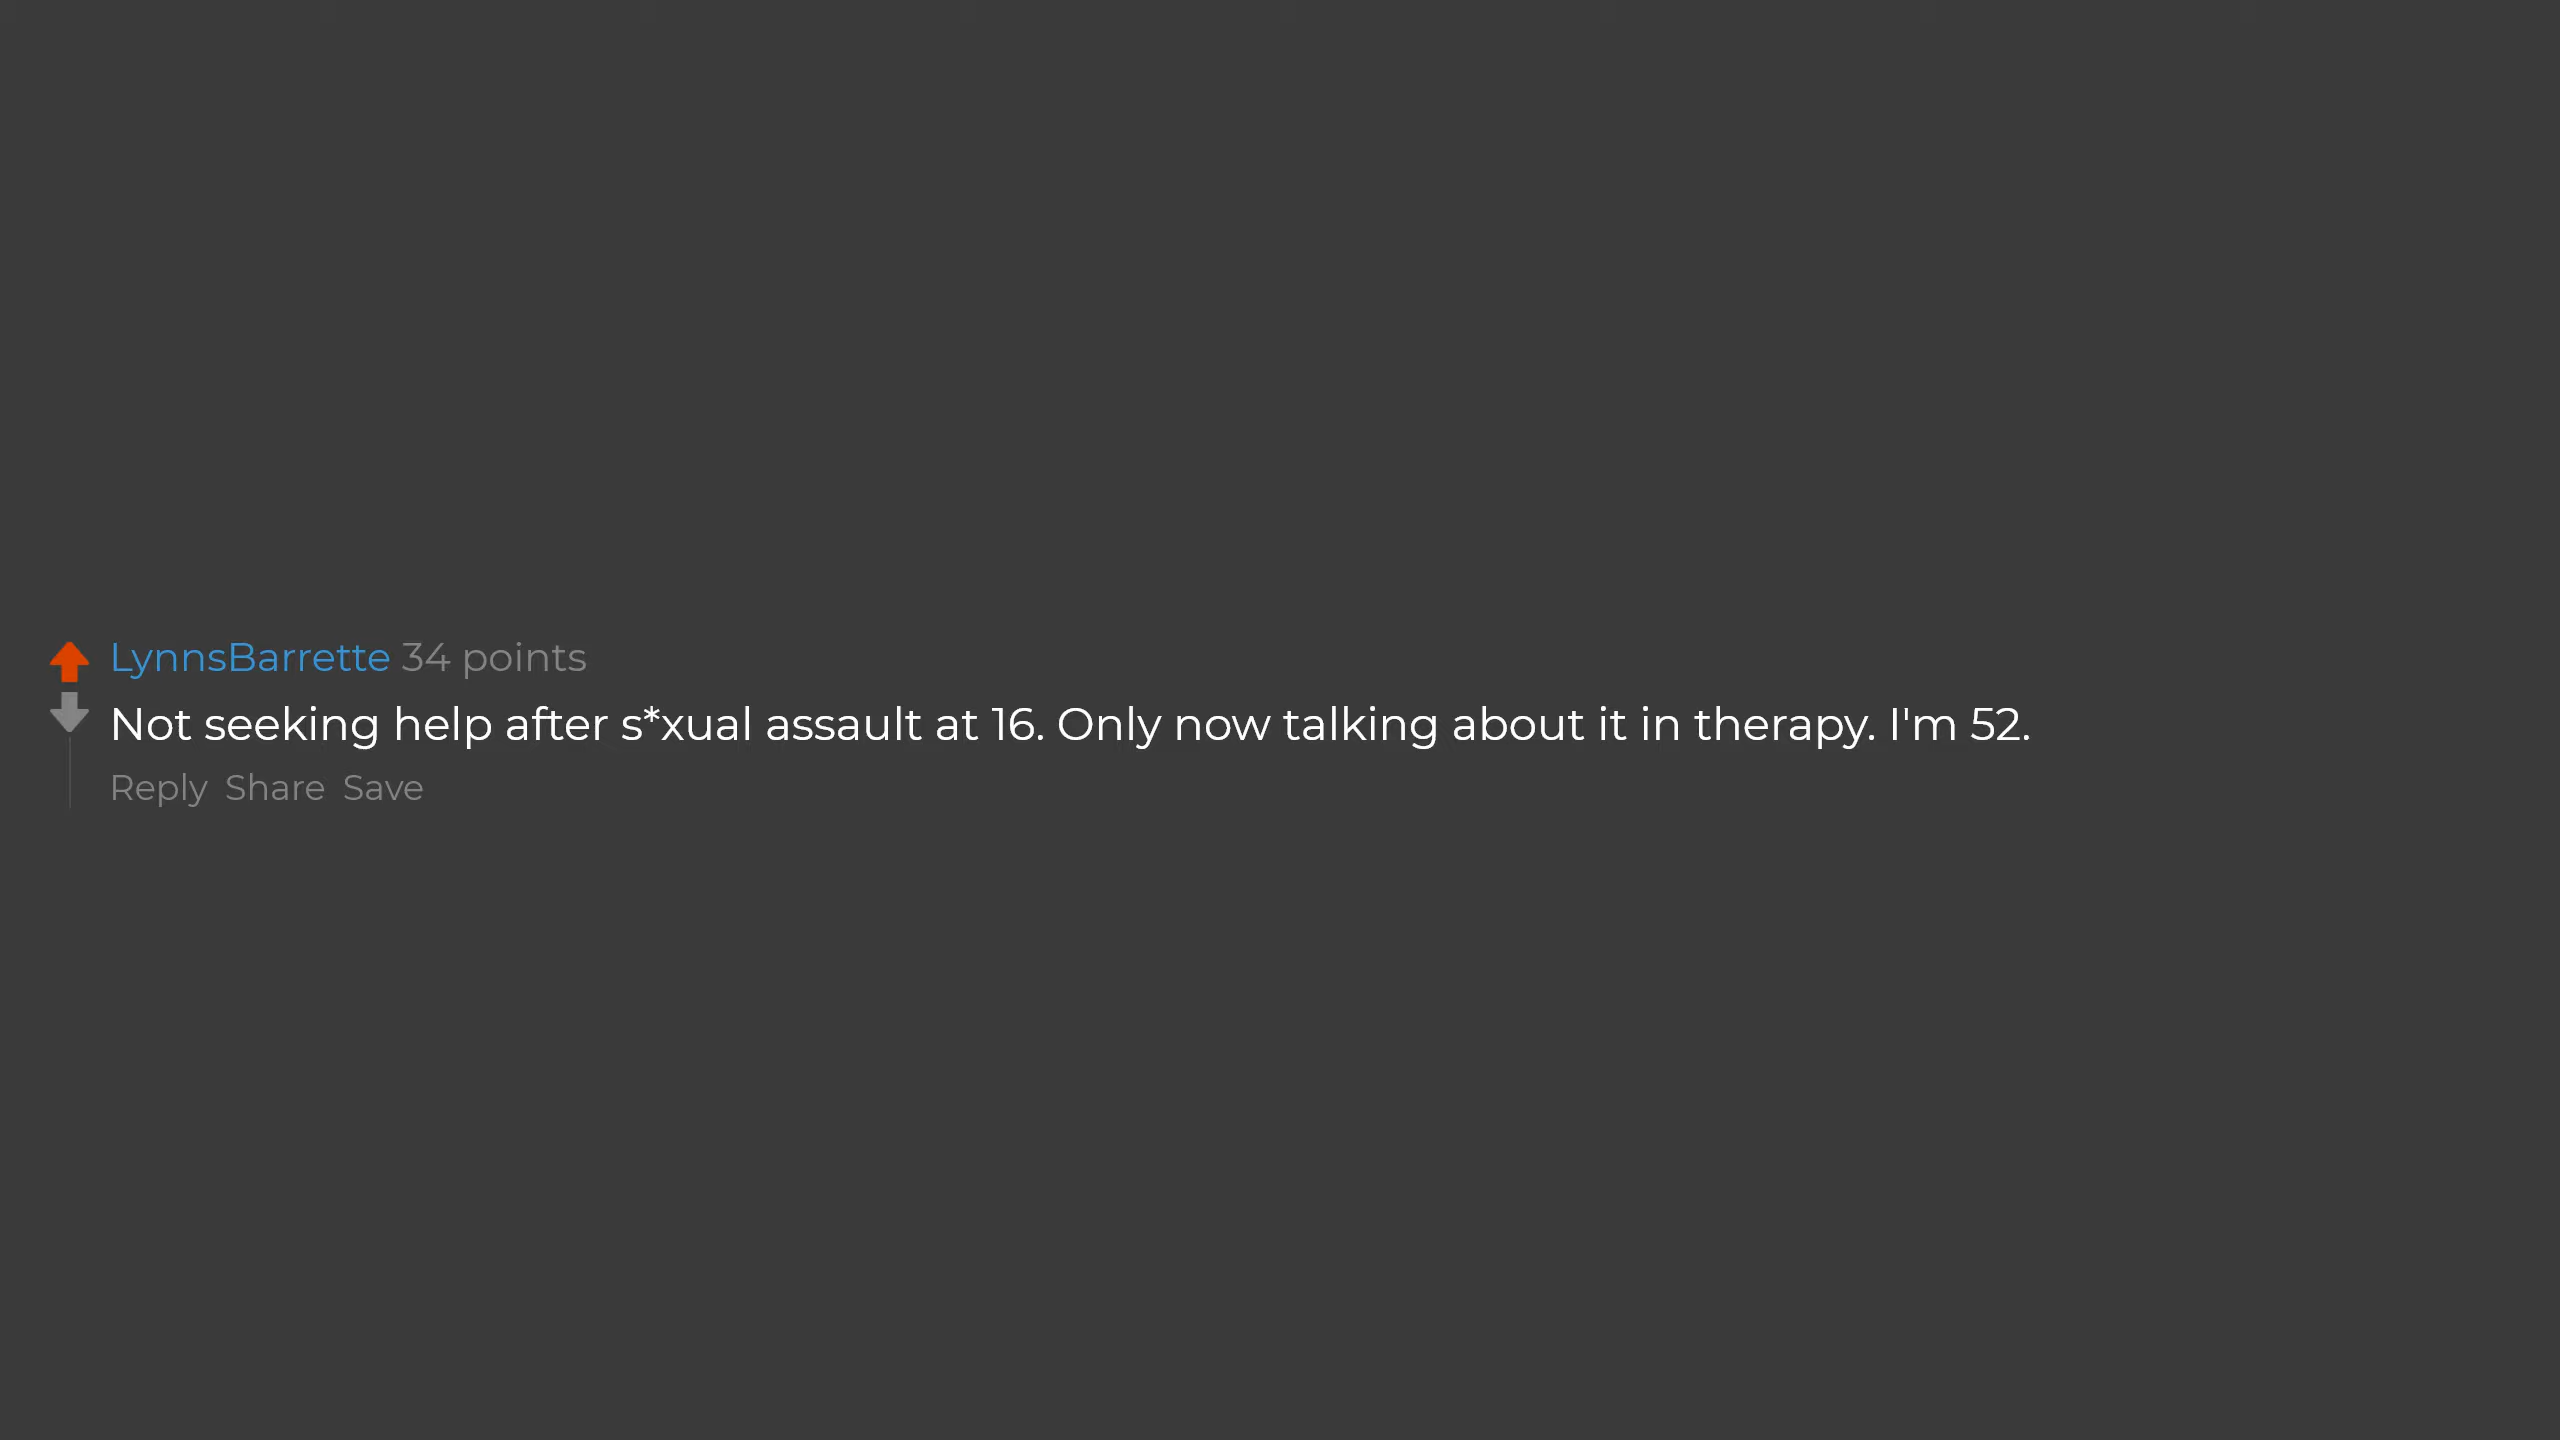 LynnsBarrette 34 points
Not seeking help after s*xual assault at 16. Only now talking about it in therapy. I'm 52.
Reply Share Save